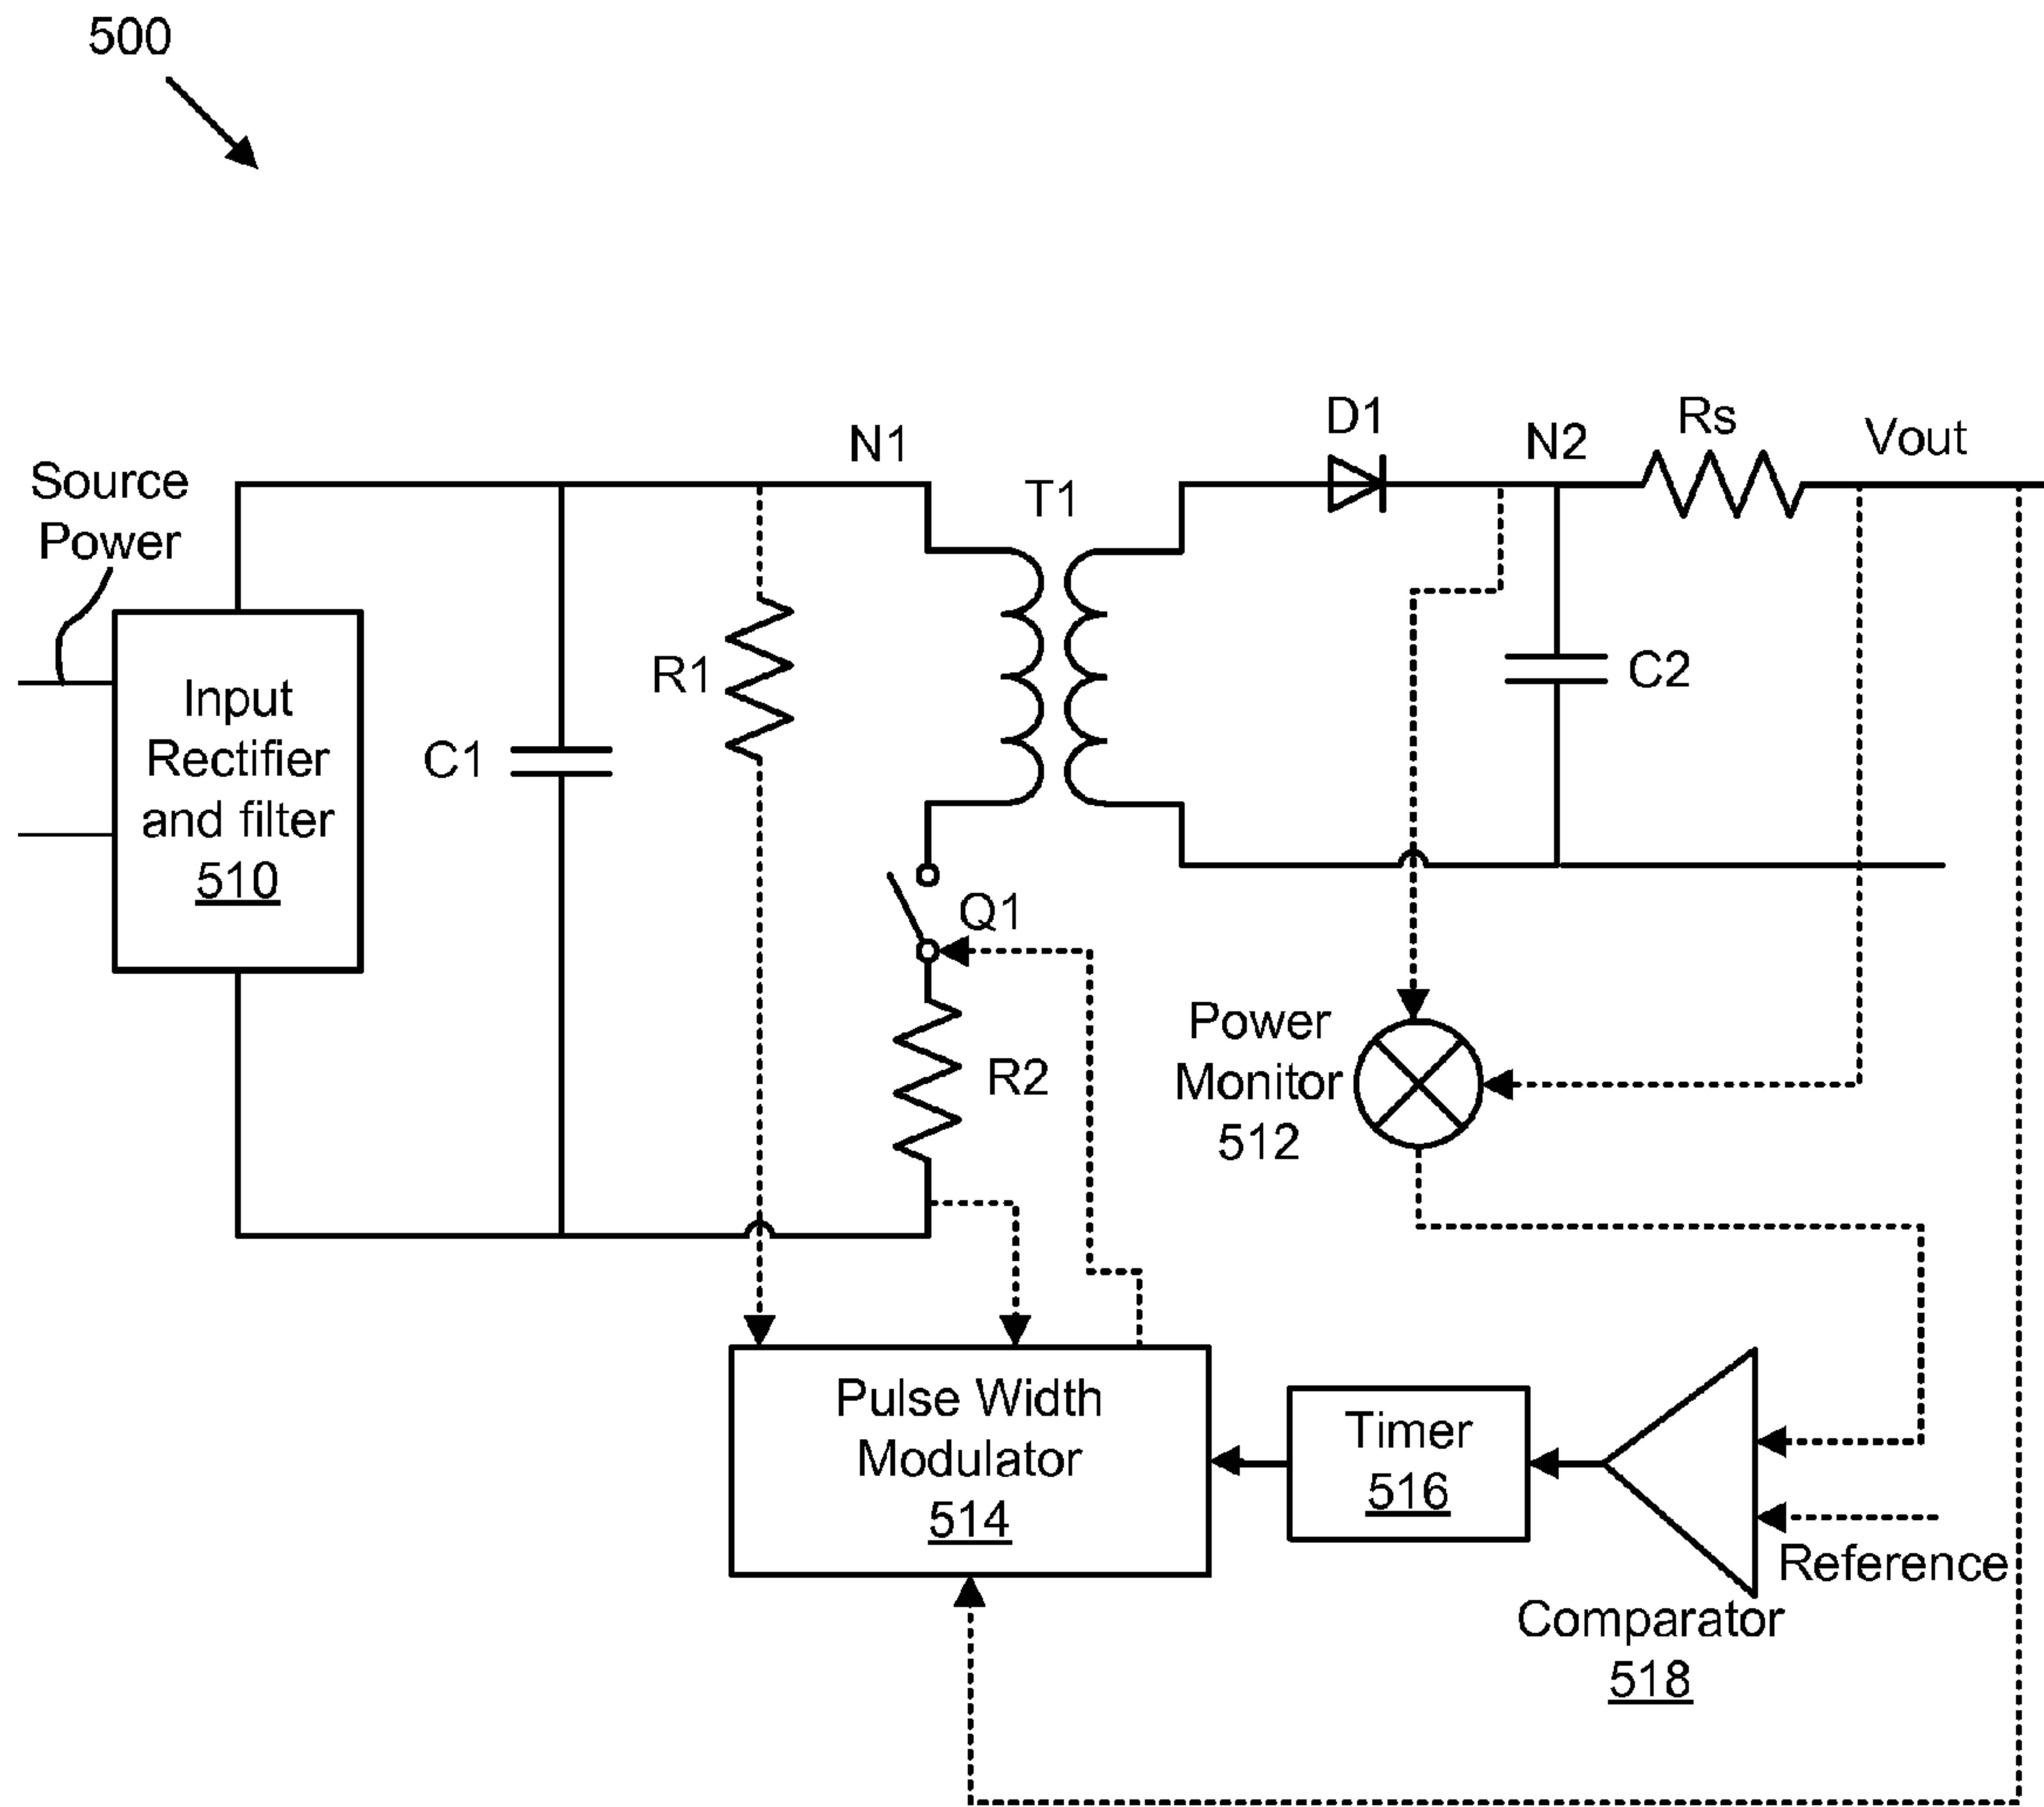 500
Source
Power
Input
Rectifier
and filter
510
C1
R1
N1
T1
D1
N2
Rs
Vout
C2
Q1
R2
Power
Monitor
512
Pulse Width
Modulator
514
Timer
516
Reference
Comparator
518